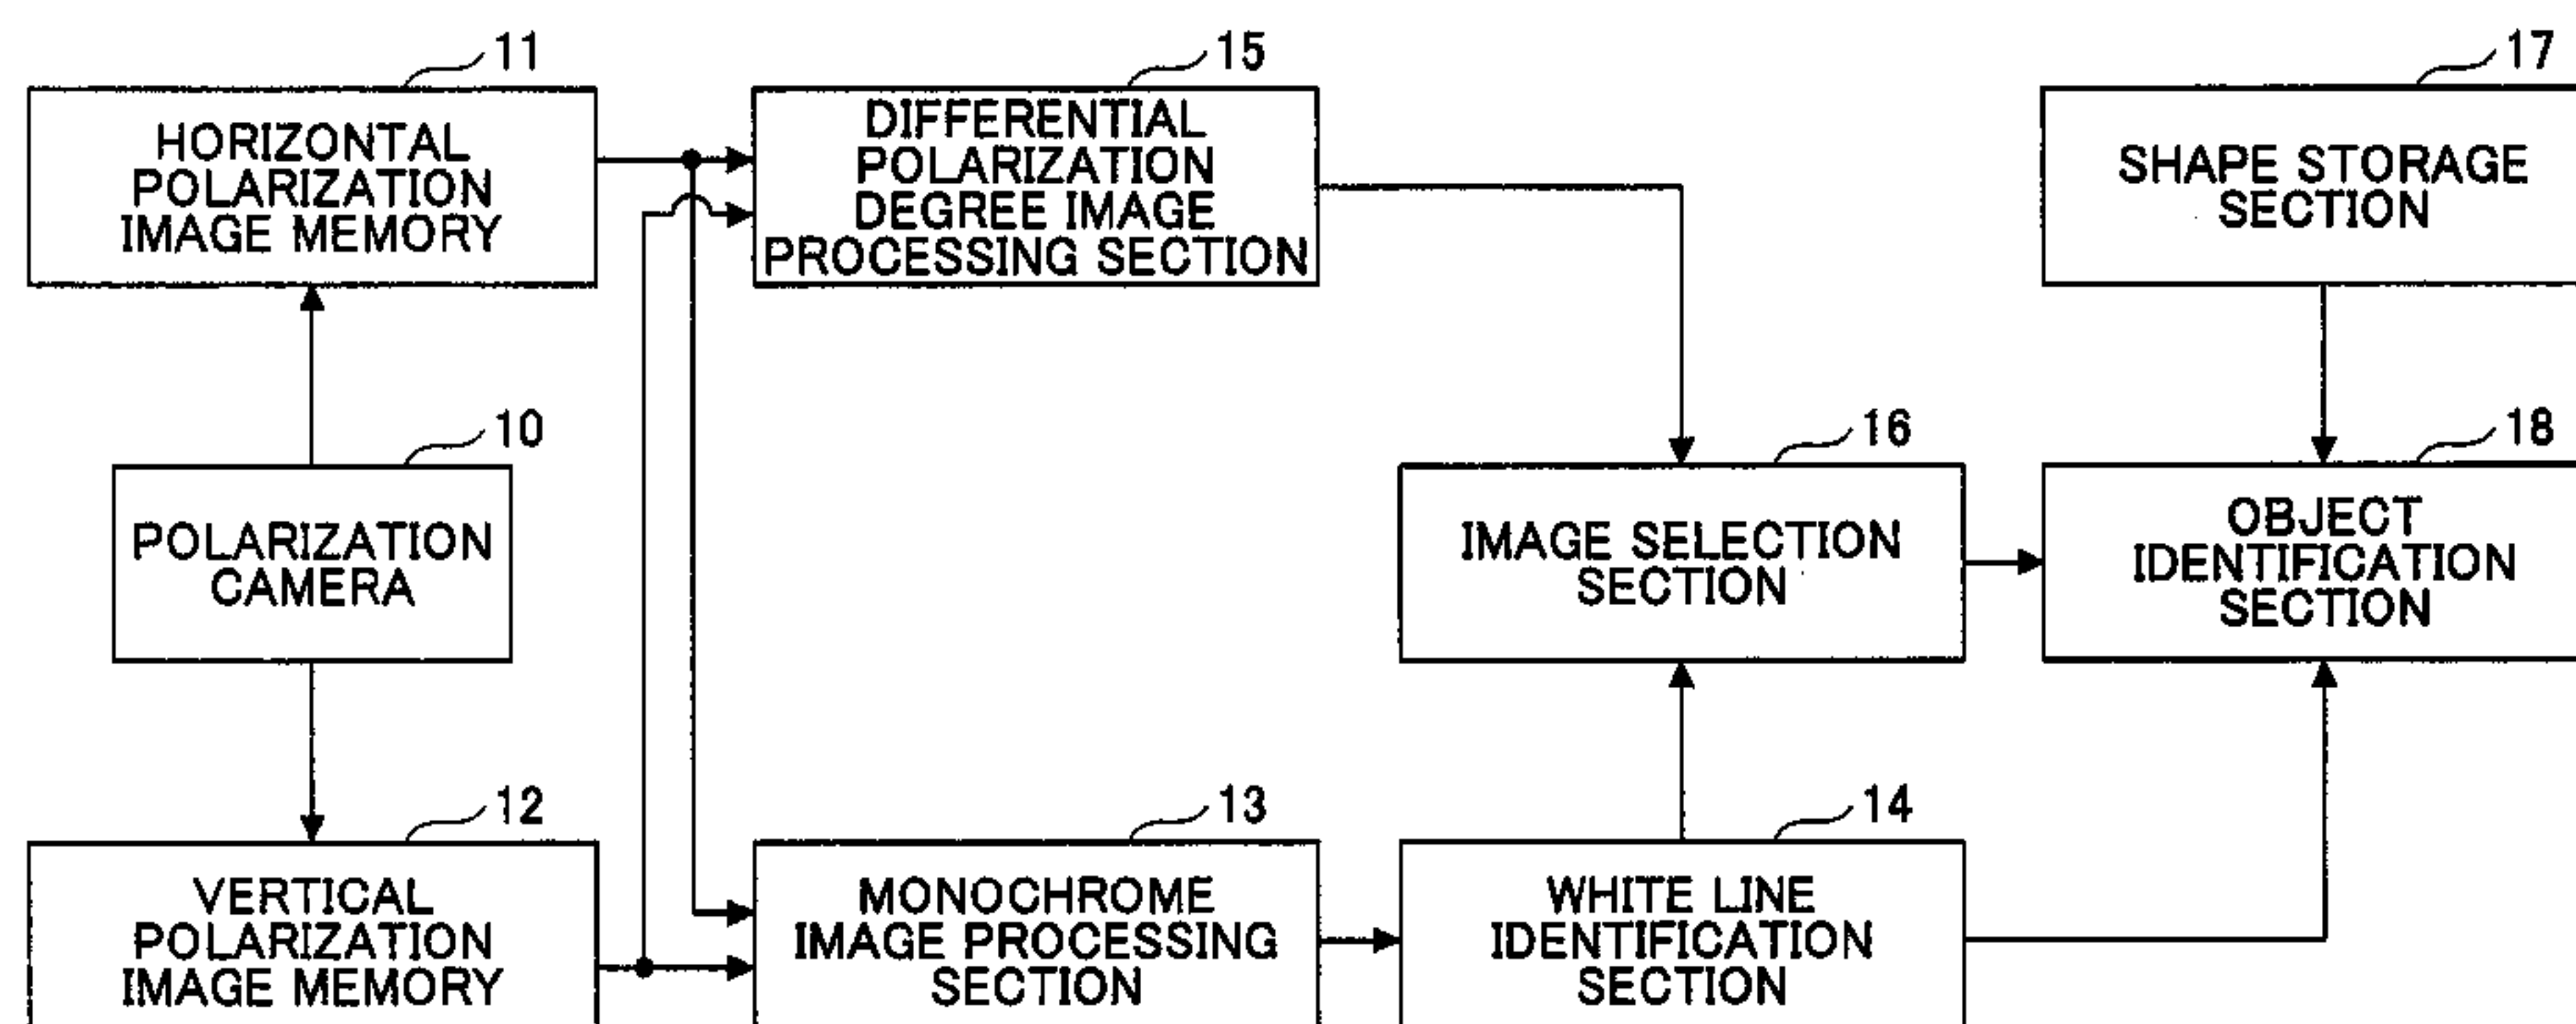 11
HORIZONTAL
POLARIZATION
IMAGE MEMORY
15
DIFFERENTIAL
POLARIZATION
DEGREE IMAGE
PROCESSING SECTION
17
SHAPE STORAGE
SECTION
10
POLARIZATION
CAMERA
16
IMAGE SELECTION
SECTION
18
OBJECT
IDENTIFICATION
SECTION
12
VERTICAL
POLARIZATION
IMAGE MEMORY
13
MONOCHROME
IMAGE PROCESSING
SECTION
14
WHITE LINE
IDENTIFICATION
SECTION